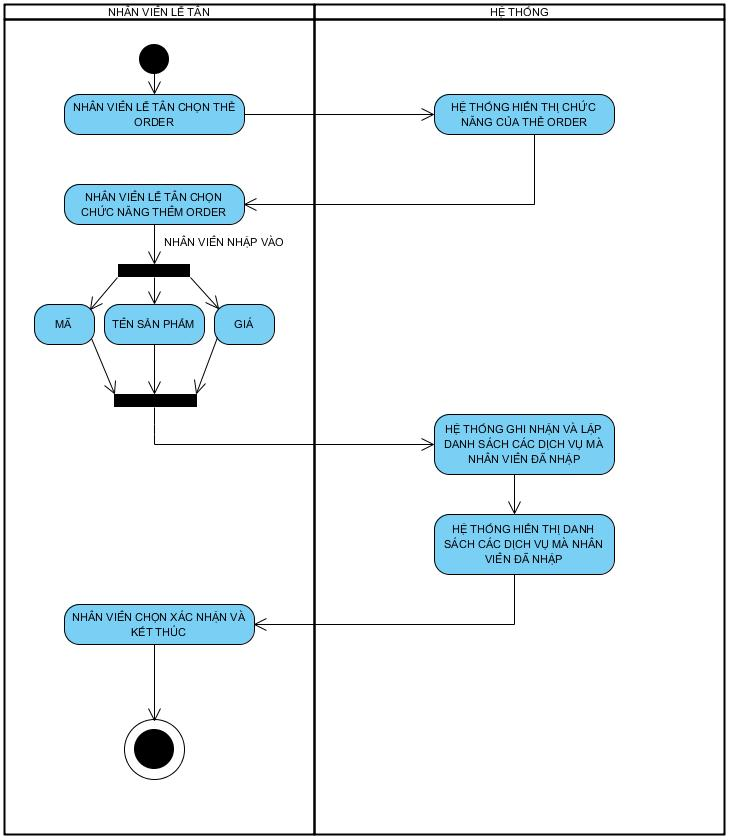 NHÂN VIÊN LỄ TÂN
HỆ THỐNG
NHÂN VIÊN LỄ TÂN CHỌN THẺ
ORDER
HỆ THỐNG HIỂN THỊ CHỨC
NĂNG CỦA THẺ ORDER
NHÂN VIÊN LỄ TÂN CHỌN
CHỨC NĂNG THÊM ORDER
NHÂN VIÊN NHẬP VÀO
MÃ
TÊN SẢN PHẨM
GIÁ
HỆ THỐNG GHI NHẬN VÀ LẬP
DANH SÁCH CÁC DỊCH VỤ MÀ
NHÂN VIÊN ĐÃ NHẬP
HỆ THỐNG HIỂN THỊ DANH
SÁCH CÁC DỊCH VỤ MÀ NHÂN
VIÊN ĐÃ NHẬP
NHÂN VIÊN CHỌN XÁC NHẬN VÀ
KẾT THÚC